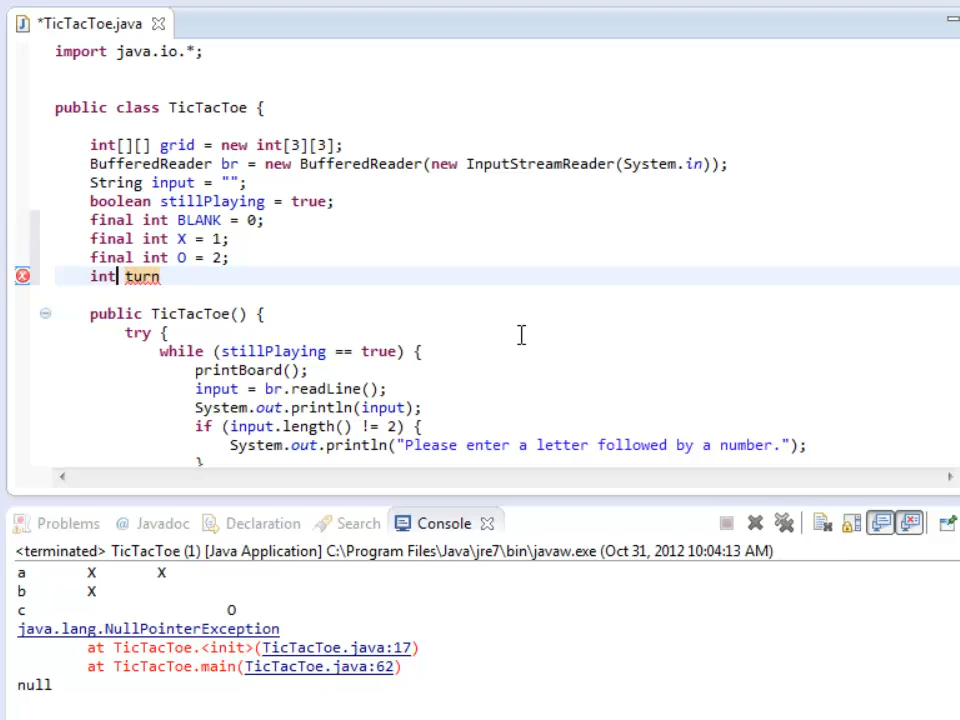 *TicTacToe.java
import java.io.*;
public class TicTacToe {
int[][] grid = new int[3][3];
BufferedReader br = new BufferedReader(new InputStreamReader(System.in));
String input = "";
boolean stillPlaying = true;
final int BLANK = 0;
final int X = 1;
final int O = 2;
int turn
public TicTacToe() {
try {
while (stillPlaying == true) {
printBoard();
input = br.readLine();
System.out.println(input);
if (input.length() != 2) {
System.out.println("Please enter a letter followed by a number.");
}
Problems @ Javadoc Declaration Search Console
<terminated> TicTacToe (1) [Java Application] C:\Program Files\Java\jre7\bin\javaw.exe (Oct 31, 2012 10:04:13 AM)
a X X
b X
c O
java.lang.NullPointerException
at TicTacToe.<init>(TicTacToe.java:17)
at TicTacToe.main(TicTacToe.java:62)
null